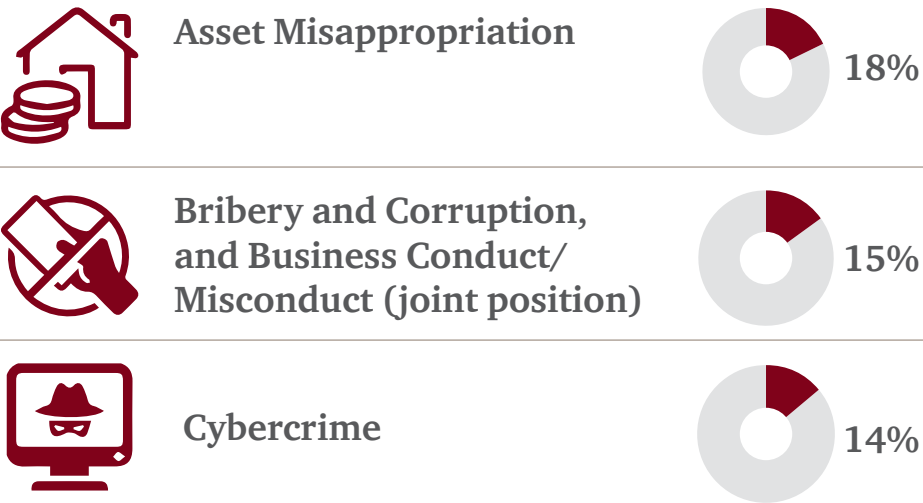 Asset Misappropriation
18%
Bribery and Corruption,
and Business Conduct/
Misconduct (joint position)
15%
Cybercrime
14%